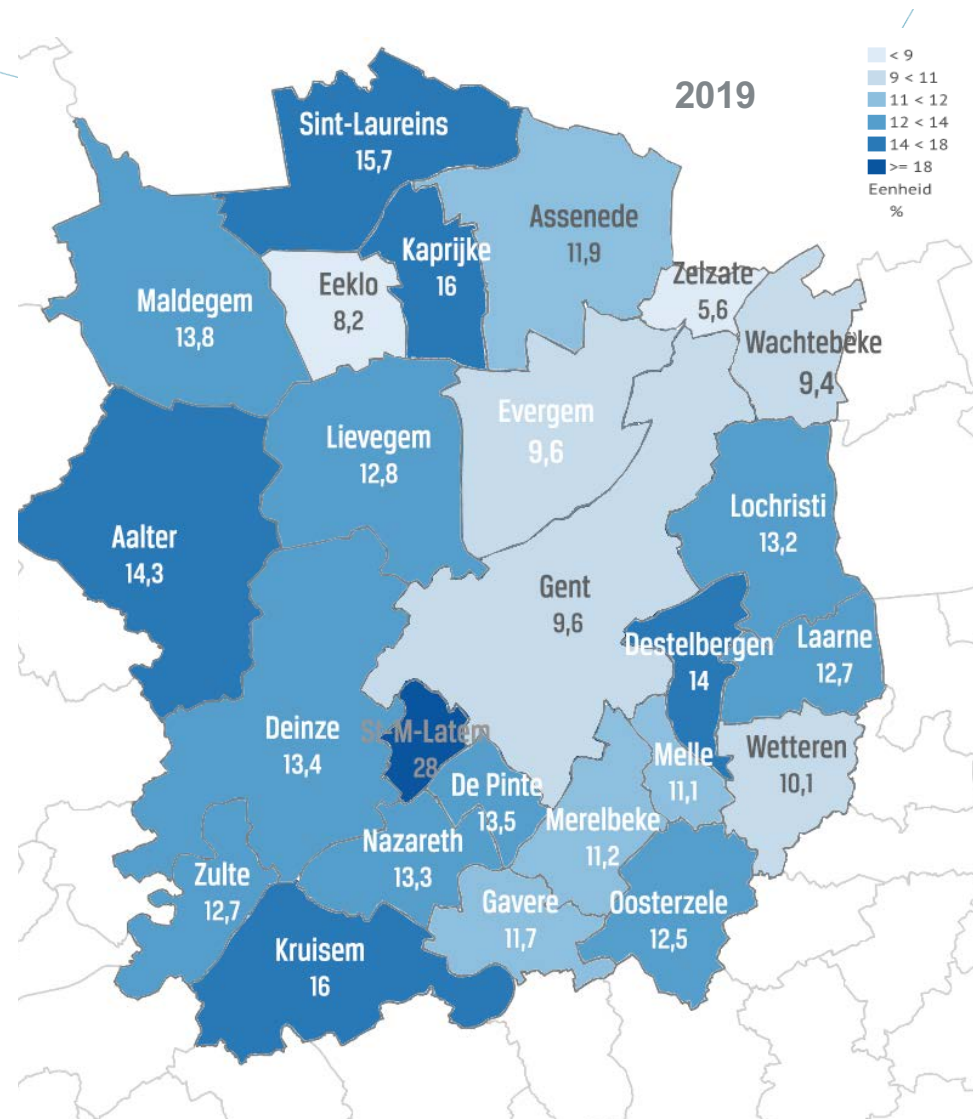 2019
< 9
9 < 11
11 < 12
12 < 14
14 < 18
>= 18
Eenheid
%
Sint-Laureins
15,7
Assenede
11,9
Kaprijke
16
Zelzate
5,6
Eeklo
8,2
Maldegem
13,8
Wachtebeke
9,4
Evergem
9,6
Lievegem
12,8
Lochristi
13,2
Aalter
14,3
Gent
9,6
Destelbergen
14
Laarne
12,7
Deinze
13,4
St-M-Latem
28
Wetteren
10,1
Melle
11,1
De Pinte
13,5
Merelbeke
11,2
Nazareth
13,3
Zulte
12,7
Gavere
11,7
Oosterzele
12,5
Kruisem
16